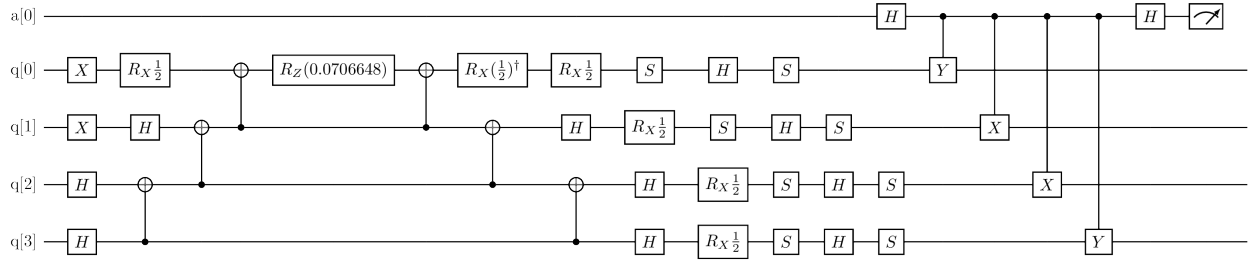 a[0] H H
q[0] X R_X 1/2 R_Z(0.0706648) R_X(1/2)† R_X 1/2 S H S Y
q[1] X H H R_X 1/2 S H S X
q[2] H H R_X 1/2 S H S X
q[3] H H R_X 1/2 S H S Y